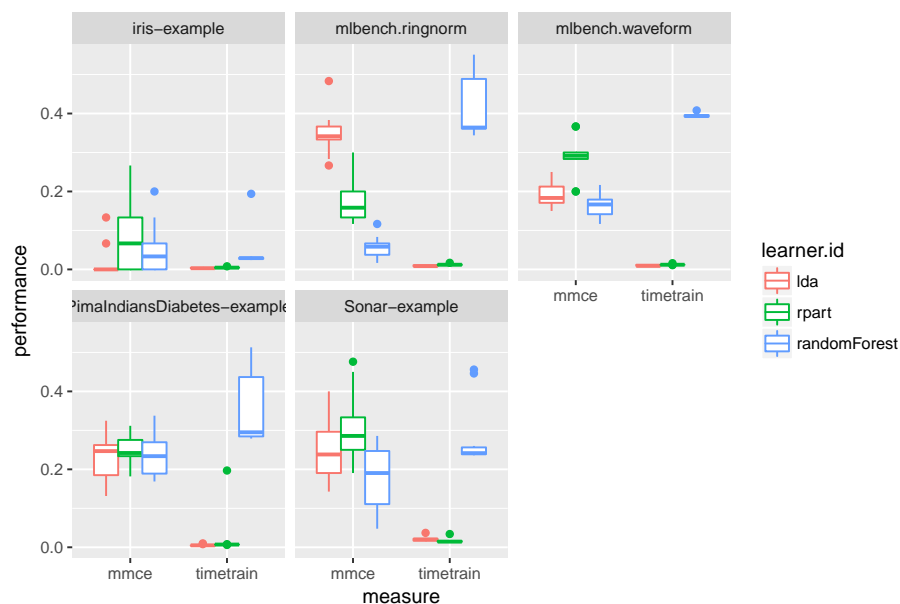 iris−example
mlbench.ringnorm
mlbench.waveform
0.4
0.2
0.0
mmce
timetrain
PimaIndiansDiabetes−example
Sonar−example
0.4
0.2
0.0
mmce
timetrain
mmce
timetrain
measure
performance
learner.id
lda
rpart
randomForest